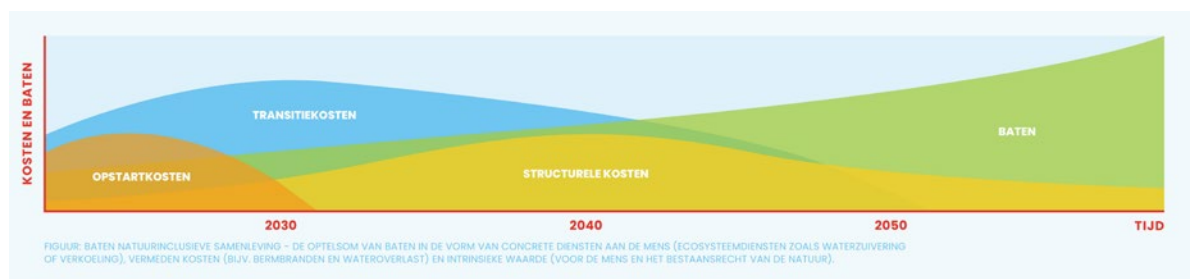 KOSTEN EN BATEN
TRANSITIEKOSTEN
BATEN
OPSTARTKOSTEN
STRUCTURELE KOSTEN
2030
2040
2050
TIJD
FIGUUR: BATEN NATUURINCLUSIEVE SAMENLEVING - DE OPTELSOM VAN BATEN IN DE VORM VAN CONCRETE DIENSTEN AAN DE MENS (ECOSYSTEEMDIENSTEN ZOALS WATERZUIVERING
OF VERKOELING), VERMEDEN KOSTEN (BIJV. BERMBRANDEN EN WATEROVERLAST) EN INTRINSIEKE WAARDE (VOOR DE MENS EN HET BESTAANSRECHT VAN DE NATUUR).